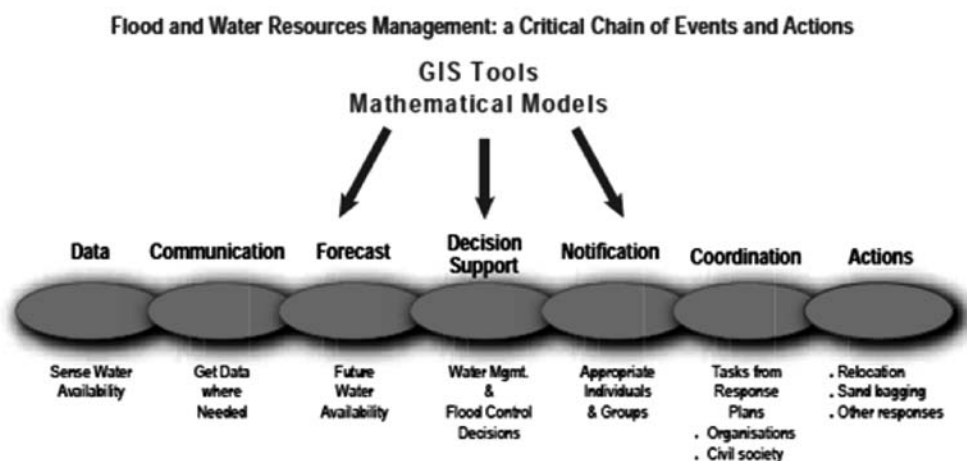 Flood and Water Resources Management: a Critical Chain of Events and Actions
GIS Tools
Mathematical Models
Data
Communication
Forecast
Decision
Support
Notification
Coordination
Actions
Sense Water
Availability
Get Data
where
Needed
Future
Water
Availability
Water Mgmt.
&
Flood Control
Decisions
Appropriate
Individuals
& Groups
Tasks from
Response
Plans
. Organisations
. Civil society
. Relocation
. Sand bagging
. Other responses